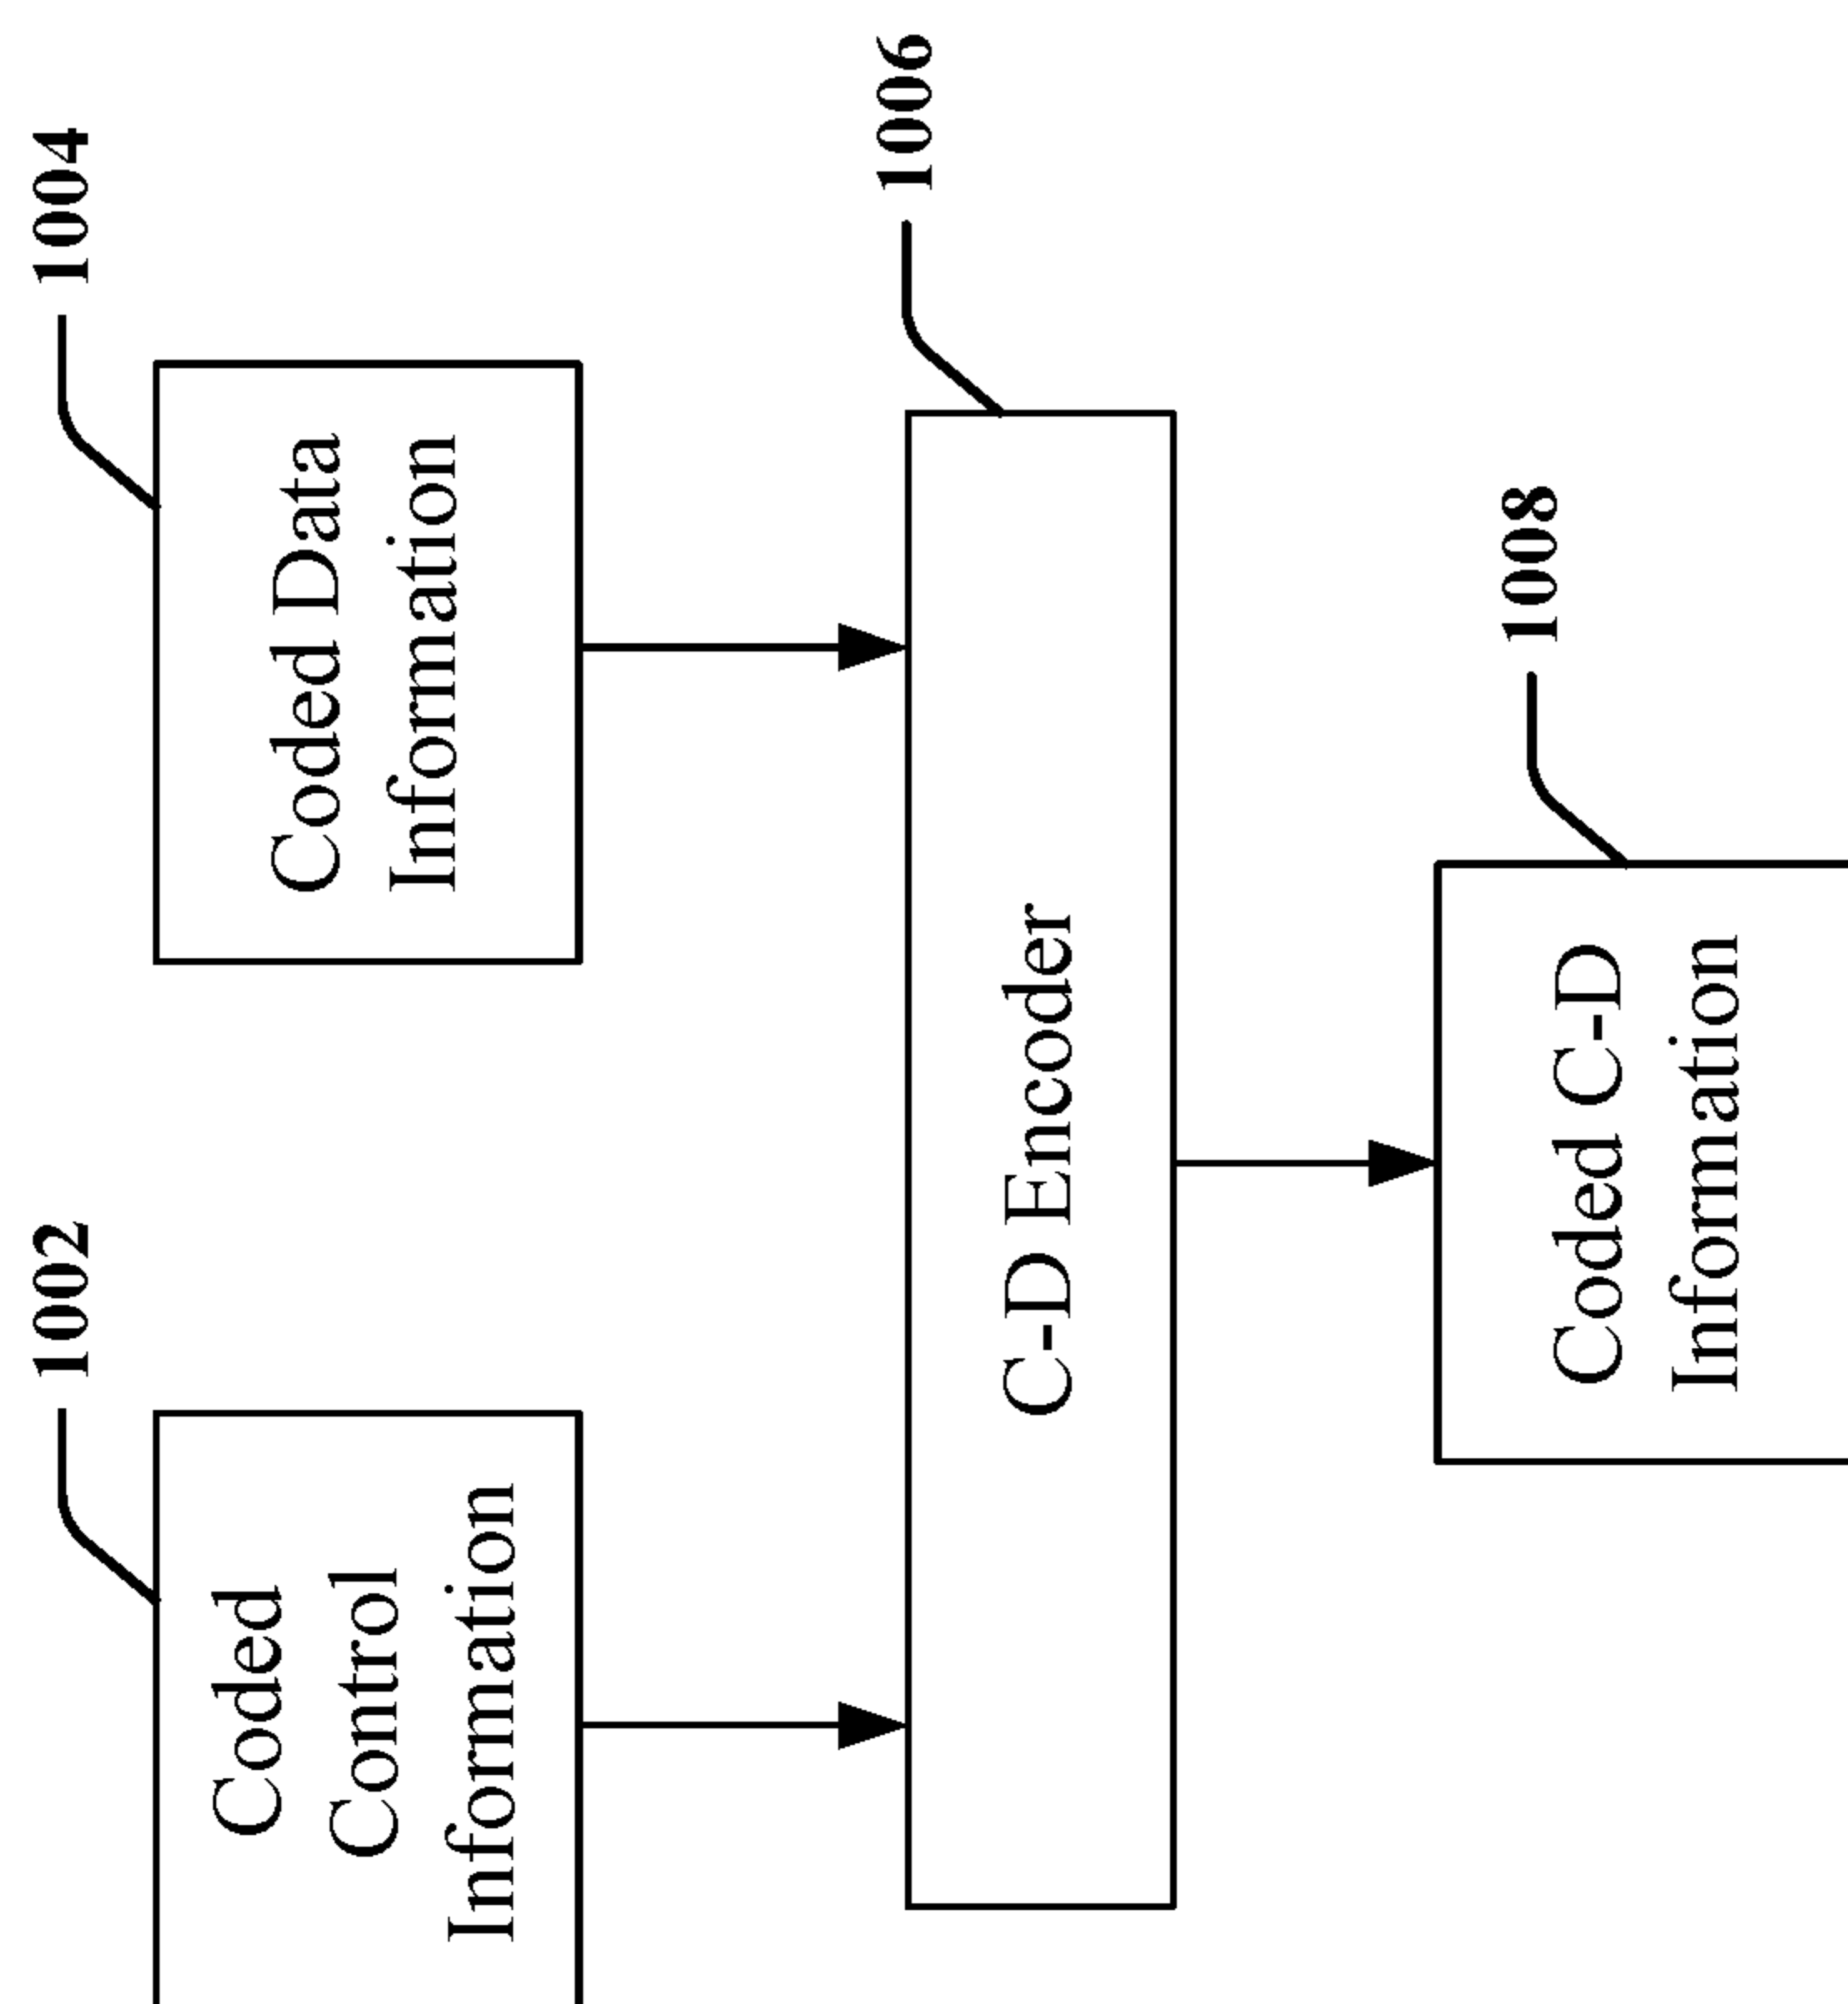 1002
Coded
Control
Information
1004
Coded Data
Information
1006
C-D Encoder
1008
Coded C-D
Information